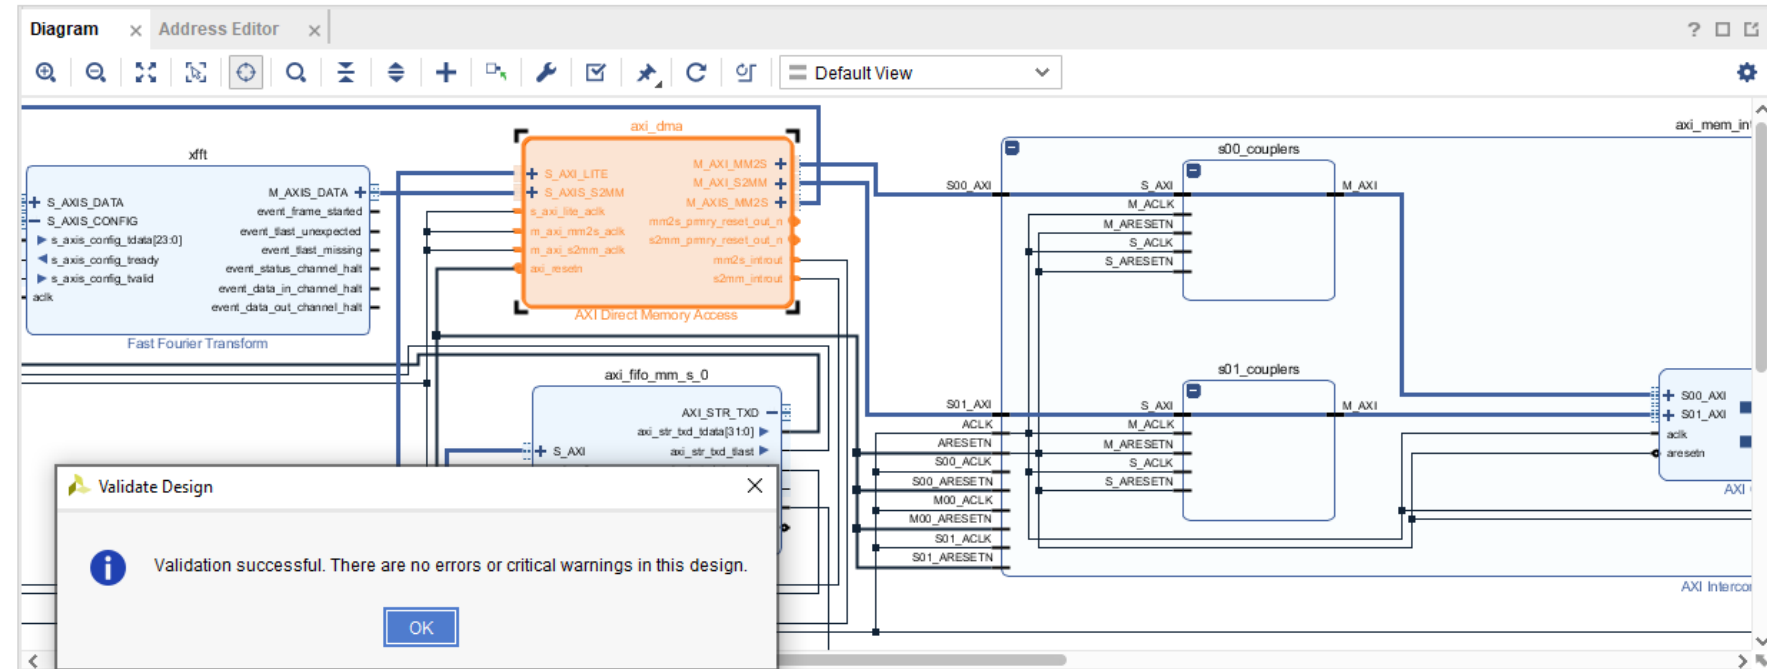 Diagram
Address Editor
?
Default View
xfft
S_AXIS_DATA
S_AXIS_CONFIG
s_axis_config_tdata[23:0]
s_axis_config_tready
s_axis_config_tvalid
aclk
M_AXIS_DATA
event_frame_started
event_tlast_unexpected
event_tlast_missing
event_status_channel_halt
event_data_in_channel_halt
event_data_out_channel_halt
Fast Fourier Transform
axi_dma
S_AXI_LITE
S_AXIS_S2MM
s_axi_lite_aclk
m_axi_mm2s_aclk
m_axi_s2mm_aclk
axi_resetn
M_AXI_MM2S
M_AXI_S2MM
M_AXIS_MM2S
mm2s_prmry_reset_out_n
s2mm_prmry_reset_out_n
mm2s_introut
s2mm_introut
AXI Direct Memory Access
axi_fifo_mm_s_0
S_AXI
AXI_STR_TXD
axi_str_txd_tdata[31:0]
axi_str_txd_tlast
axi_mem_in
S00_AXI
S01_AXI
ACLK
ARESETN
S00_ACLK
S00_ARESETN
M00_ACLK
M00_ARESETN
S01_ACLK
S01_ARESETN
s00_couplers
S_AXI
M_ACLK
M_ARESETN
S_ACLK
S_ARESETN
M_AXI
s01_couplers
S_AXI
M_ACLK
M_ARESETN
S_ACLK
S_ARESETN
M_AXI
S00_AXI
S01_AXI
aclk
aresetn
AXI
AXI Interco
Validate Design
Validation successful. There are no errors or critical warnings in this design.
OK